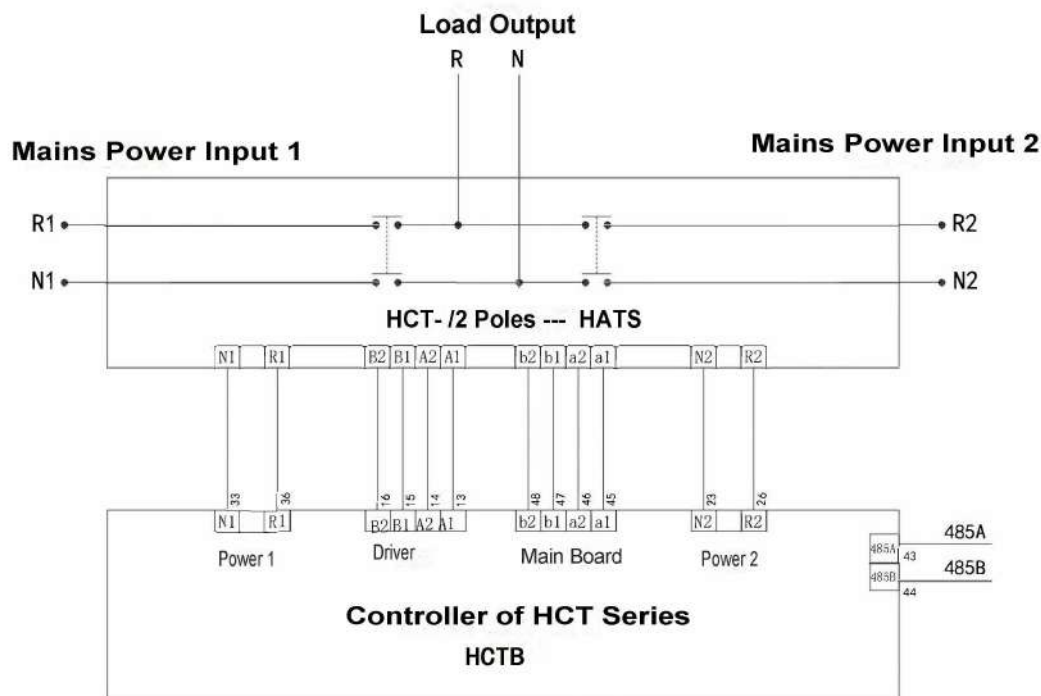 Load Output
R N
Mains Power Input 1
Mains Power Input 2
R1 R2
N1 N2
HCT- /2 Poles --- HATS
N1 R1 B2 B1 A2 A1 b2 b1 a2 a1 N2 R2
33 36 16 15 14 13 48 47 46 45 23 26
N1 R1 B2 B1 A2 A1 b2 b1 a2 a1 N2 R2
Power 1 Driver Main Board Power 2
485A 43 485A
485B 44 485B
Controller of HCT Series
HCTB